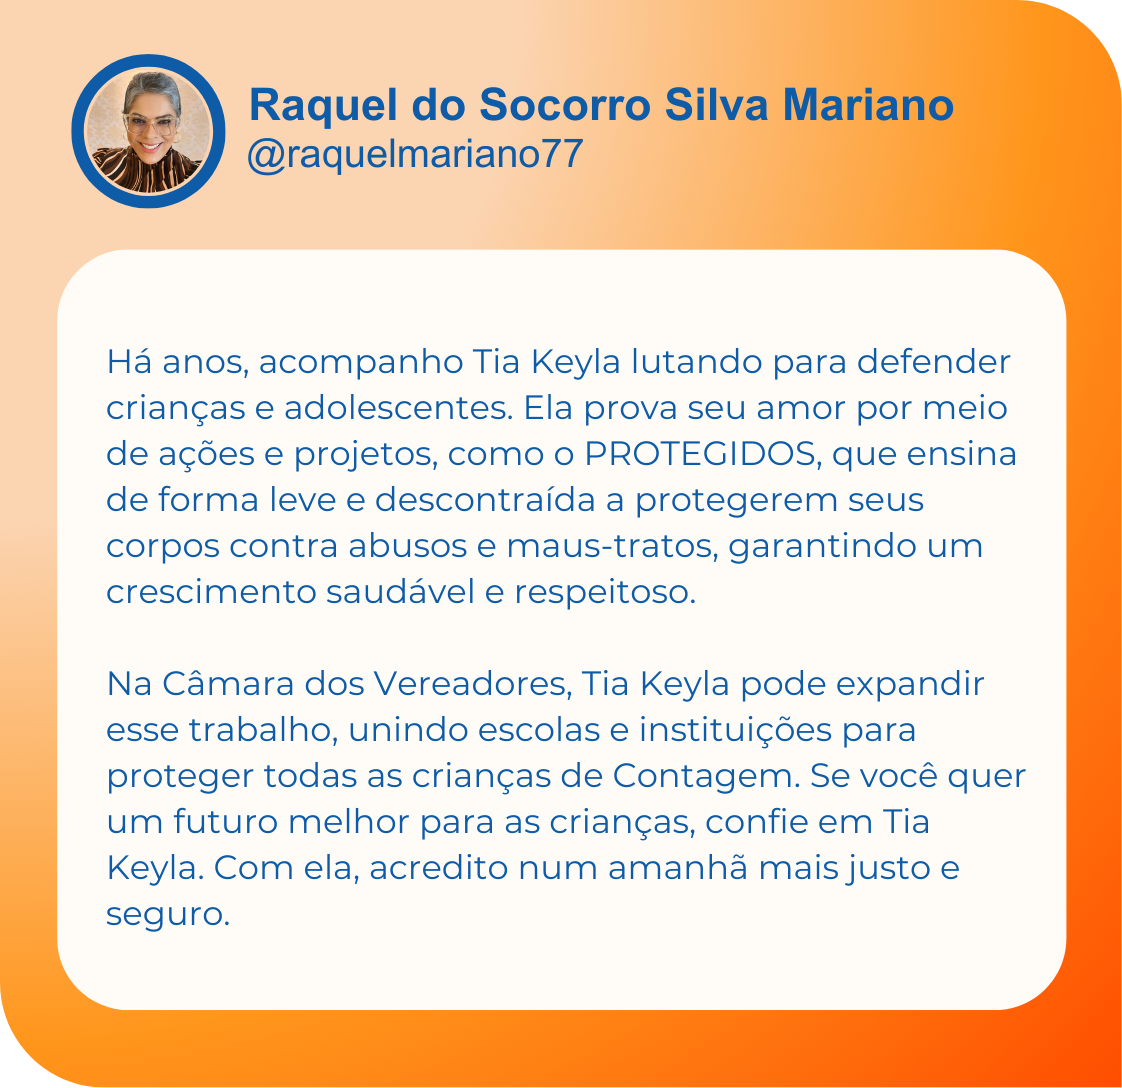 Raquel do Socorro Silva Mariano
@raquelmariano77
Há anos, acompanho Tia Keyla lutando para defender
crianças e adolescentes. Ela prova seu amor por meio
de ações e projetos, como o PROTEGIDOS, que ensina
de forma leve e descontraída a protegerem seus
corpos contra abusos e maus-tratos, garantindo um
crescimento saudável e respeitoso.
Na Câmara dos Vereadores, Tia Keyla pode expandir
esse trabalho, unindo escolas e instituições para
proteger todas as crianças de Contagem. Se você quer
um futuro melhor para as crianças, confie em Tia
Keyla. Com ela, acredito num amanhã mais justo e
seguro.